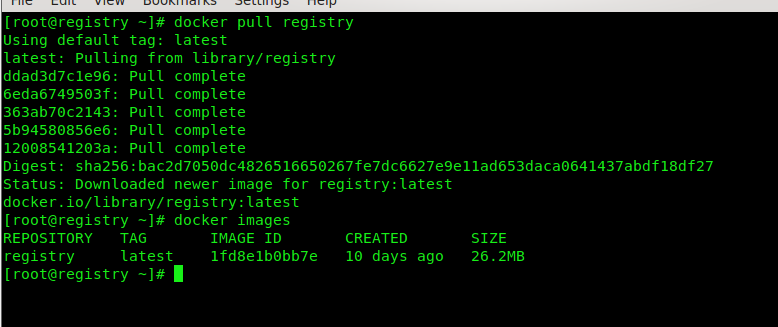 File Edit View Bookmarks Settings Help
[root@registry ~]# docker pull registry
Using default tag: latest
latest: Pulling from library/registry
ddad3d7c1e96: Pull complete
6eda6749503f: Pull complete
363ab70c2143: Pull complete
5b94580856e6: Pull complete
12008541203a: Pull complete
Digest: sha256:bac2d7050dc4826516650267fe7dc6627e9e11ad653daca0641437abdf18df27
Status: Downloaded newer image for registry:latest
docker.io/library/registry:latest
[root@registry ~]# docker images
REPOSITORY TAG IMAGE ID CREATED SIZE
registry latest 1fd8e1b0bb7e 10 days ago 26.2MB
[root@registry ~]#